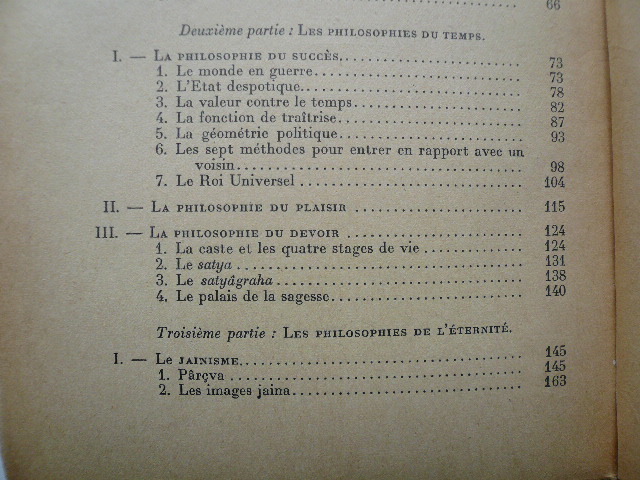 66
Deuxième partie : LES PHILOSOPHIES DU TEMPS.
I. — LA PHILOSOPHIE DU SUCCÈS. 73
1. Le monde en guerre. 73
2. L'Etat despotique. 78
3. La valeur contre le temps. 82
4. La fonction de traîtrise. 87
5. La géométrie politique. 93
6. Les sept méthodes pour entrer en rapport avec un
voisin. 98
7. Le Roi Universel. 104
II. — LA PHILOSOPHIE DU PLAISIR. 115
III. — LA PHILOSOPHIE DU DEVOIR. 124
1. La caste et les quatre stages de vie. 124
2. Le satya. 131
3. Le satyâgraha. 138
4. Le palais de la sagesse. 140
Troisième partie : LES PHILOSOPHIES DE L'ÉTERNITÉ.
I. — LE JAINISME. 145
1. Pârçva. 145
2. Les images jaina. 163